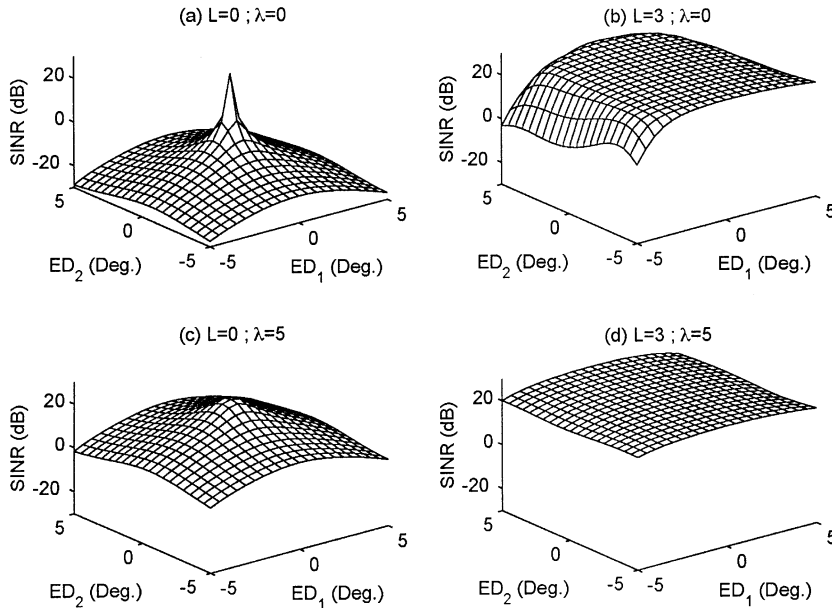 (a) L=0 ; λ=0
SINR (dB)
20
0
-20
5
0
-5
ED2 (Deg.)
-5
0
5
ED1 (Deg.)
(b) L=3 ; λ=0
SINR (dB)
20
0
-20
5
0
-5
ED2 (Deg.)
-5
0
5
ED1 (Deg.)
(c) L=0 ; λ=5
SINR (dB)
20
0
-20
5
0
-5
ED2 (Deg.)
-5
0
5
ED1 (Deg.)
(d) L=3 ; λ=5
SINR (dB)
20
0
-20
5
0
-5
ED2 (Deg.)
-5
0
5
ED1 (Deg.)